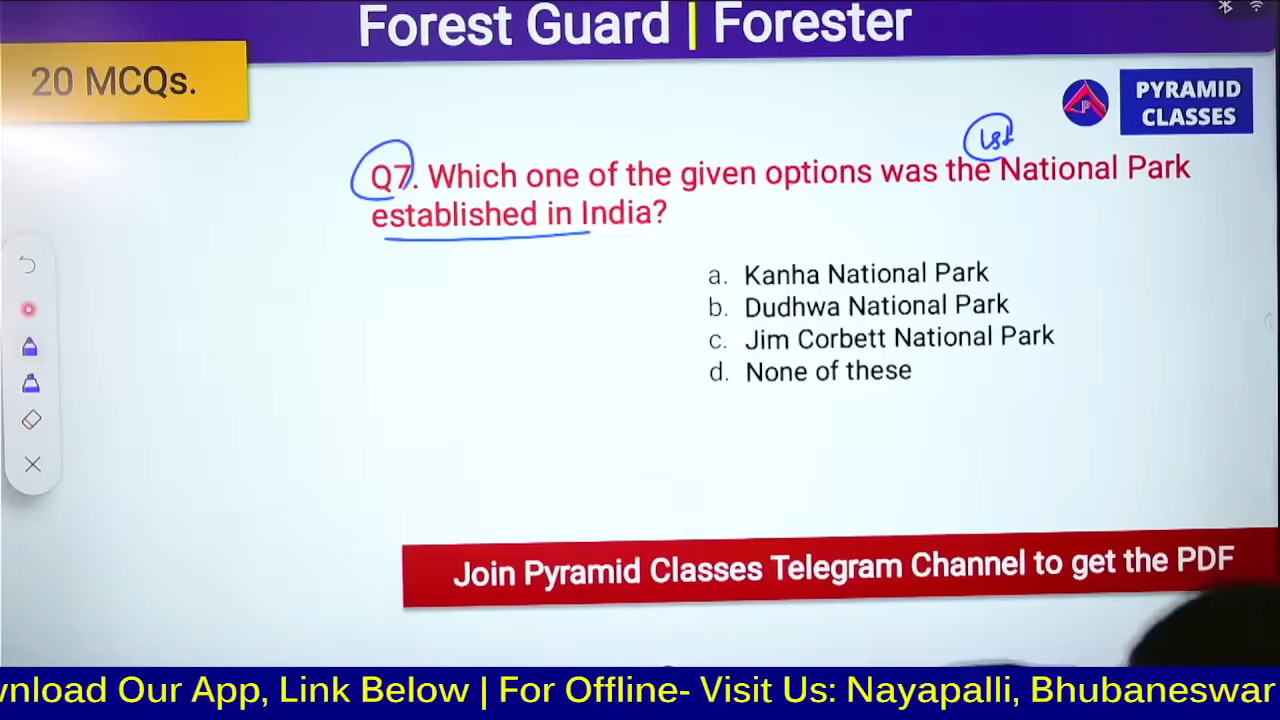 Forest Guard | Forester
20 MCQs.
PYRAMID
CLASSES
1st
Q7. Which one of the given options was the National Park
established in India?
a. Kanha National Park
b. Dudhwa National Park
c. Jim Corbett National Park
d. None of these
Join Pyramid Classes Telegram Channel to get the PDF
wnload Our App, Link Below | For Offline- Visit Us: Nayapalli, Bhubaneswar